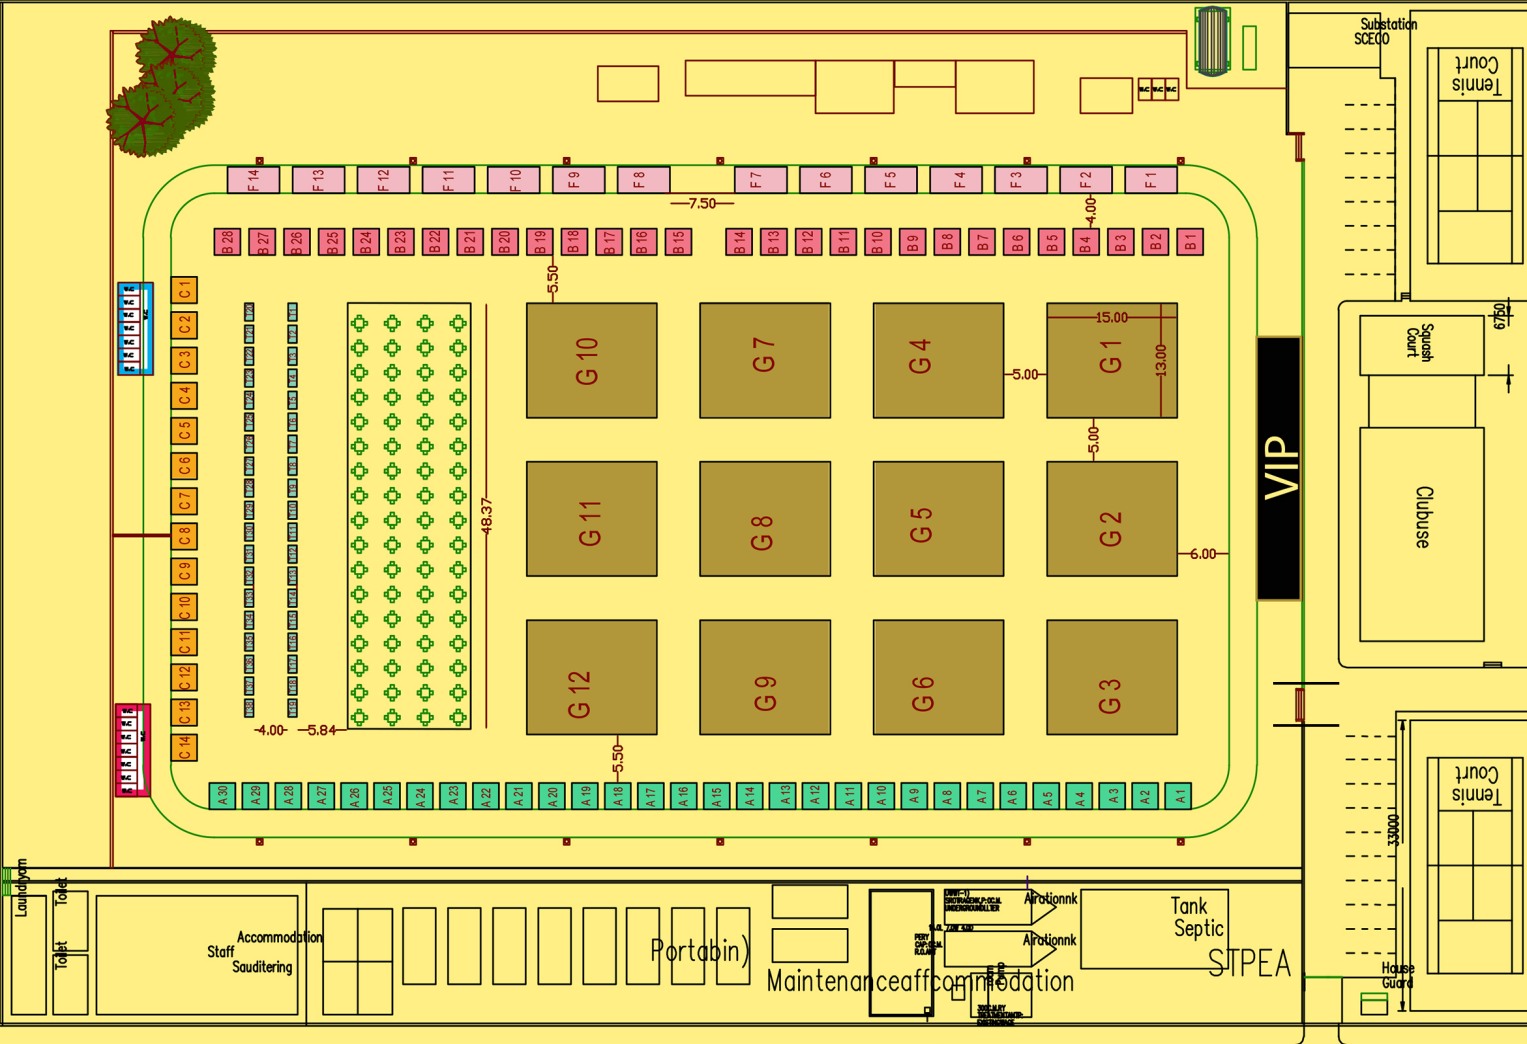 Substation
SCECO
Tennis
Court
F 14
F 13
F 12
F 11
F 10
F 9
F 8
F 7
F 6
F 5
F 4
F 3
F 2
F 1
7.50
4.00
B 28
B 27
B 26
B 25
B 24
B 23
B 22
B 21
B 20
B 19
B 18
B 17
B 16
B 15
B 14
B 13
B 12
B 11
B 10
B 9
B 8
B 7
B 6
B 5
B 4
B 3
B 2
B 1
5.50
C 1
C 2
C 3
C 4
C 5
C 6
C 7
C 8
C 9
C 10
C 11
C 12
C 13
C 14
G 10
G 7
G 4
G 1
15.00
13.00
5.00
5.00
48.37
G 11
G 8
G 5
G 2
6.00
VIP
G 12
G 9
G 6
G 3
4.00
5.84
5.50
6750
Squash
Court
Clubuse
A 30
A 29
A 28
A 27
A 26
A 25
A 24
A 23
A 22
A 21
A 20
A 19
A 18
A 17
A 16
A 15
A 14
A 13
A 12
A 11
A 10
A 9
A 8
A 7
A 6
A 5
A 4
A 3
A 2
A 1
Tennis
Court
33000
Laundryom
Toilet
Toilet
Accommodation
Staff
Sauditering
Portabin)
Maintenanceaffcommodation
Airationnk
Airationnk
Tank
Septic
STPEA
House
Guard